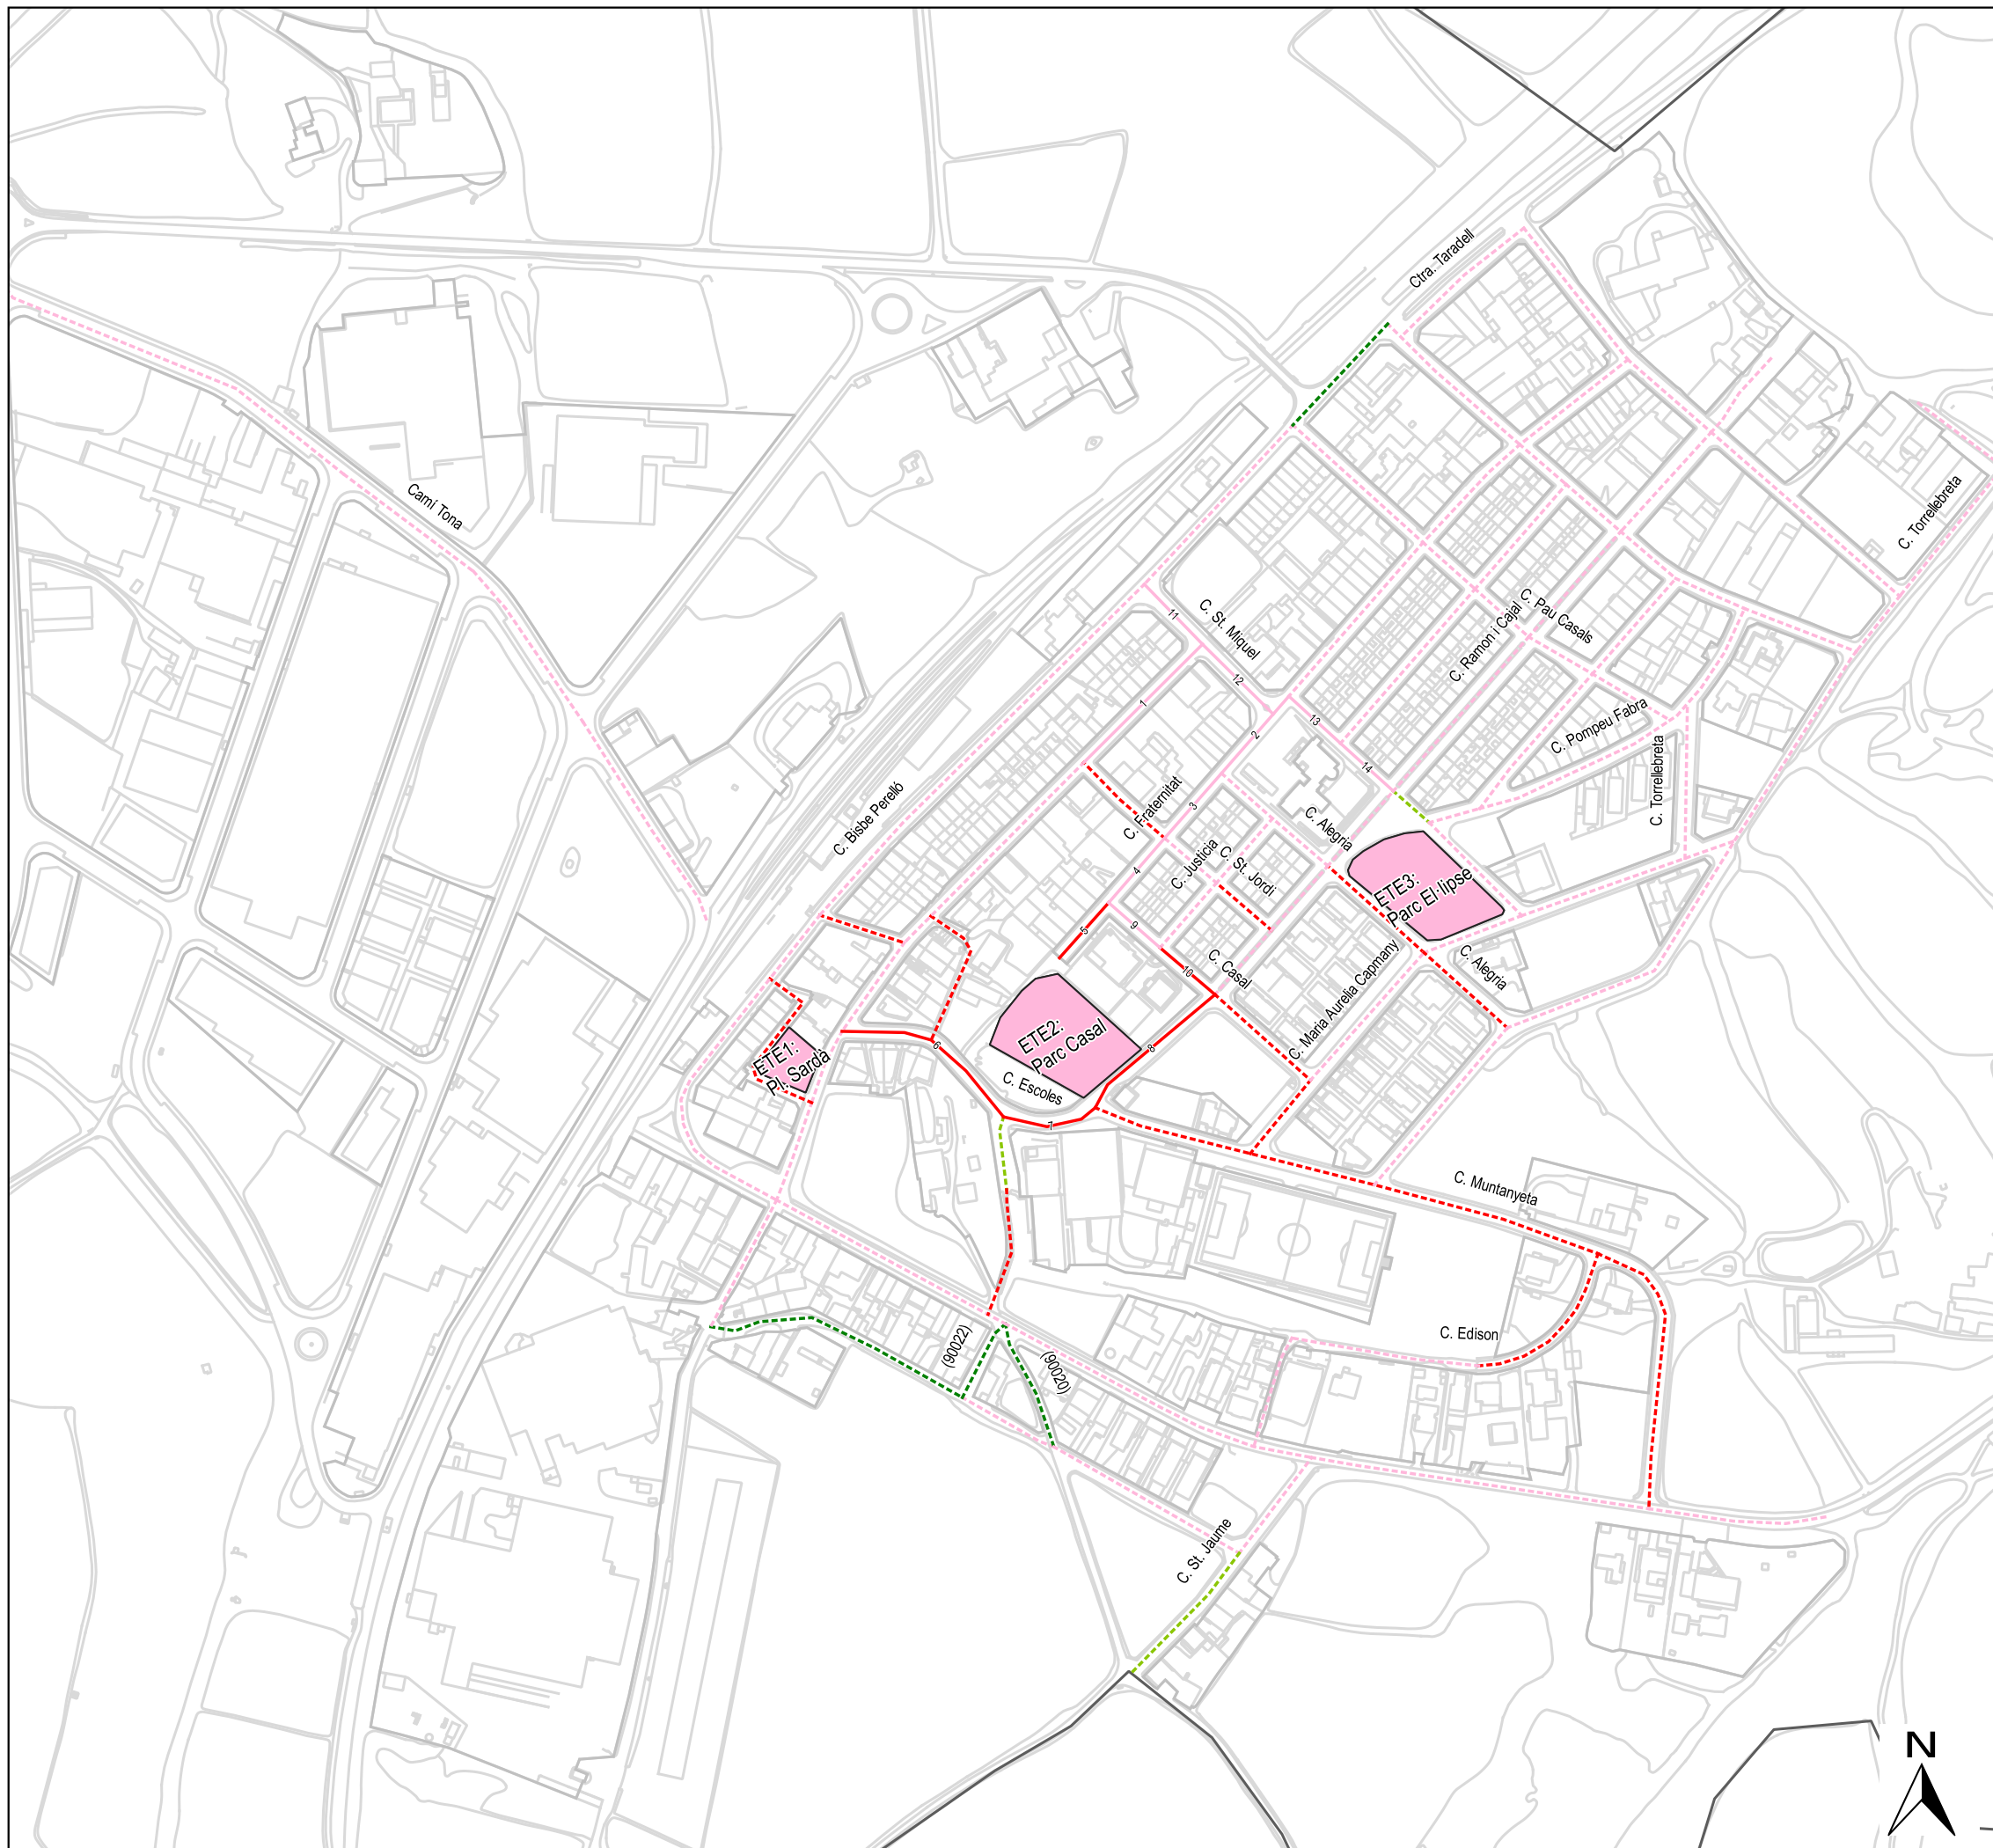 Ctra. Taradell
Camí Tona
C. Torrellebreta
11
C. St. Miquel
C. Pau Casals
C. Ramon i Cajal
12
1
13
2
C. Pompeu Fabra
C. Torrellebreta
14
C. Bisbe Perelló
C. Fraternitat
3
C. Alegria
4
C. Justícia
C. St. Jordi
ETE3:
Parc El·lipse
9
5
C. Casal
10
C. Alegria
C. Maria Aurelia Capmany
ETE2:
Parc Casal
ETE1:
Pl. Sardà
6
8
C. Escoles
7
C. Muntanyeta
C. Edison
(90022)
(90020)
C. St. Jaume
N